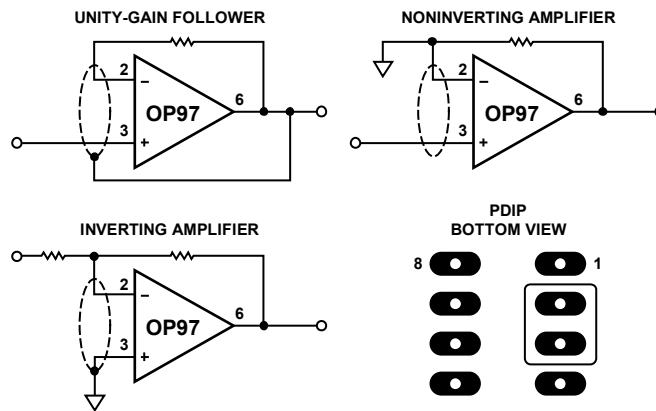 UNITY-GAIN FOLLOWER
2
−
OP97
6
3
+
NONINVERTING AMPLIFIER
2
−
OP97
6
3
+
INVERTING AMPLIFIER
2
−
OP97
6
3
+
PDIP
BOTTOM VIEW
8 1